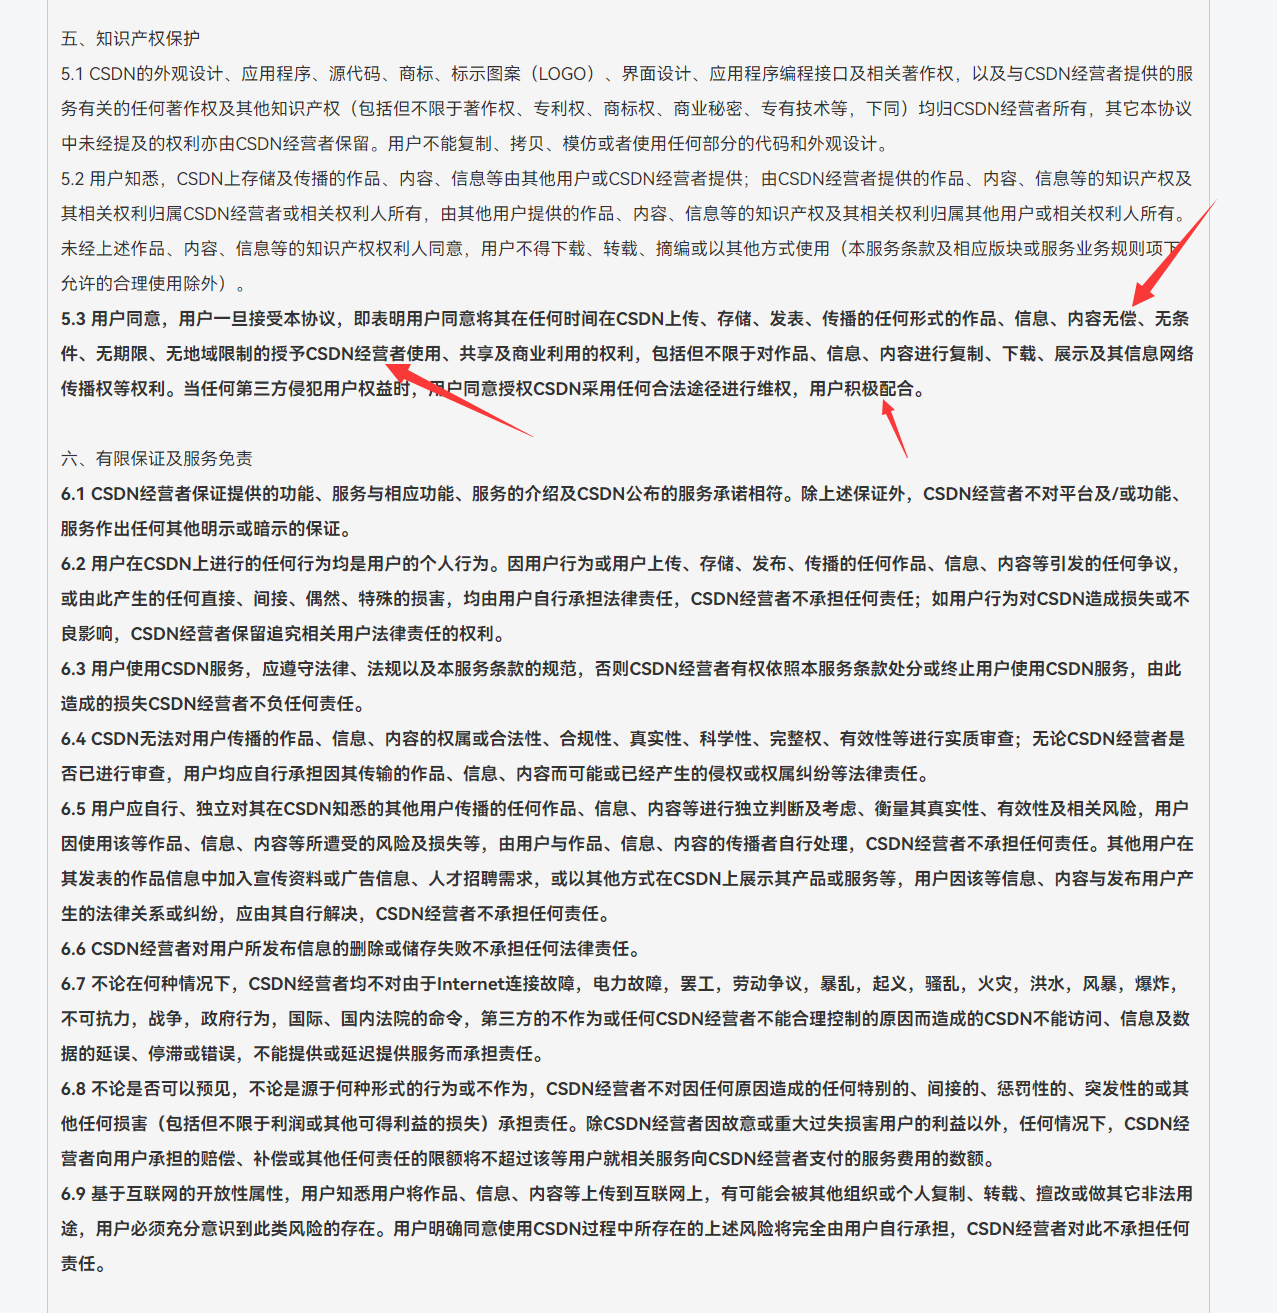 五、知识产权保护
5.1 CSDN的外观设计、应用程序、源代码、商标、标示图案（LOGO）、界面设计、应用程序编程接口及相关著作权，以及与CSDN经营者提供的服
务有关的任何著作权及其他知识产权（包括但不限于著作权、专利权、商标权、商业秘密、专有技术等，下同）均归CSDN经营者所有，其它本协议
中未经提及的权利亦由CSDN经营者保留。用户不能复制、拷贝、模仿或者使用任何部分的代码和外观设计。
5.2 用户知悉，CSDN上存储及传播的作品、内容、信息等由其他用户或CSDN经营者提供；由CSDN经营者提供的作品、内容、信息等的知识产权及
其相关权利归属CSDN经营者或相关权利人所有，由其他用户提供的作品、内容、信息等的知识产权及其相关权利归属其他用户或相关权利人所有。
未经上述作品、内容、信息等的知识产权权利人同意，用户不得下载、转载、摘编或以其他方式使用（本服务条款及相应版块或服务业务规则项下
允许的合理使用除外）。
5.3 用户同意，用户一旦接受本协议，即表明用户同意将其在任何时间在CSDN上传、存储、发表、传播的任何形式的作品、信息、内容无偿、无条
件、无期限、无地域限制的授予CSDN经营者使用、共享及商业利用的权利，包括但不限于对作品、信息、内容进行复制、下载、展示及其信息网络
传播权等权利。当任何第三方侵犯用户权益时，用户同意授权CSDN采用任何合法途径进行维权，用户积极配合。
六、有限保证及服务免责
6.1 CSDN经营者保证提供的功能、服务与相应功能、服务的介绍及CSDN公布的服务承诺相符。除上述保证外，CSDN经营者不对平台及/或功能、
服务作出任何其他明示或暗示的保证。
6.2 用户在CSDN上进行的任何行为均是用户的个人行为。因用户行为或用户上传、存储、发布、传播的任何作品、信息、内容等引发的任何争议，
或由此产生的任何直接、间接、偶然、特殊的损害，均由用户自行承担法律责任，CSDN经营者不承担任何责任；如用户行为对CSDN造成损失或不
良影响，CSDN经营者保留追究相关用户法律责任的权利。
6.3 用户使用CSDN服务，应遵守法律、法规以及本服务条款的规范，否则CSDN经营者有权依照本服务条款处分或终止用户使用CSDN服务，由此
造成的损失CSDN经营者不负任何责任。
6.4 CSDN无法对用户传播的作品、信息、内容的权属或合法性、合规性、真实性、科学性、完整权、有效性等进行实质审查；无论CSDN经营者是
否已进行审查，用户均应自行承担因其传输的作品、信息、内容而可能或已经产生的侵权或权属纠纷等法律责任。
6.5 用户应自行、独立对其在CSDN知悉的其他用户传播的任何作品、信息、内容等进行独立判断及考虑、衡量其真实性、有效性及相关风险，用户
因使用该等作品、信息、内容等所遭受的风险及损失等，由用户与作品、信息、内容的传播者自行处理，CSDN经营者不承担任何责任。其他用户在
其发表的作品信息中加入宣传资料或广告信息、人才招聘需求，或以其他方式在CSDN上展示其产品或服务等，用户因该等信息、内容与发布用户产
生的法律关系或纠纷，应由其自行解决，CSDN经营者不承担任何责任。
6.6 CSDN经营者对用户所发布信息的删除或储存失败不承担任何法律责任。
6.7 不论在何种情况下，CSDN经营者均不对由于Internet连接故障，电力故障，罢工，劳动争议，暴乱，起义，骚乱，火灾，洪水，风暴，爆炸，
不可抗力，战争，政府行为，国际、国内法院的命令，第三方的不作为或任何CSDN经营者不能合理控制的原因而造成的CSDN不能访问、信息及数
据的延误、停滞或错误，不能提供或延迟提供服务而承担责任。
6.8 不论是否可以预见，不论是源于何种形式的行为或不作为，CSDN经营者不对因任何原因造成的任何特别的、间接的、惩罚性的、突发性的或其
他任何损害（包括但不限于利润或其他可得利益的损失）承担责任。除CSDN经营者因故意或重大过失损害用户的利益以外，任何情况下，CSDN经
营者向用户承担的赔偿、补偿或其他任何责任的限额将不超过该等用户就相关服务向CSDN经营者支付的服务费用的数额。
6.9 基于互联网的开放性属性，用户知悉用户将作品、信息、内容等上传到互联网上，有可能会被其他组织或个人复制、转载、擅改或做其它非法用
途，用户必须充分意识到此类风险的存在。用户明确同意使用CSDN过程中所存在的上述风险将完全由用户自行承担，CSDN经营者对此不承担任何
责任。